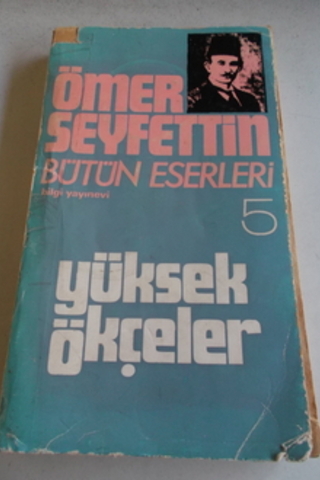 ÖMER
SEYFETTİN
BÜTÜN ESERLERİ
bilgi yayınevi
5
yüksek
ökçeler